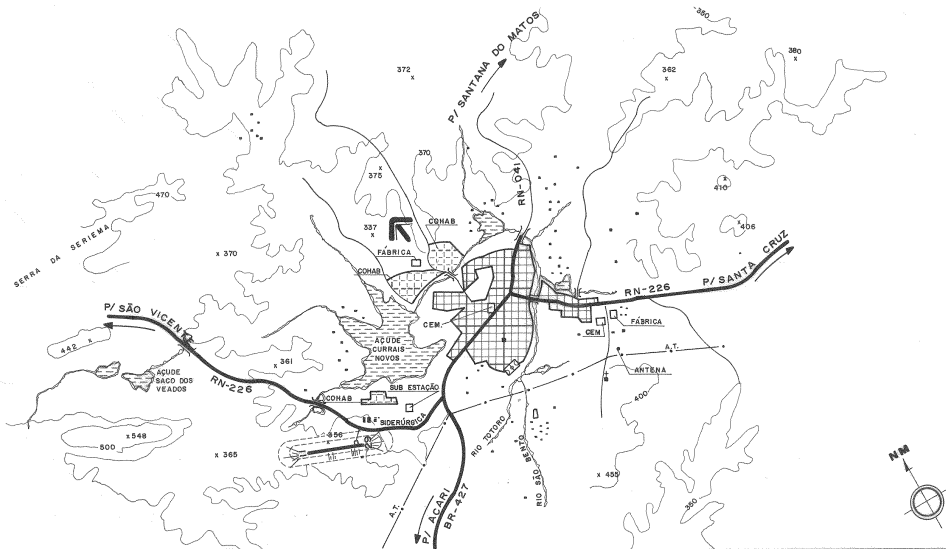 350
380
372
362
P/ SANTANA DO MATOS
370
375
RN-041
410
470
337
COHAB
406
SERRA DA SERIEMA
370
FÁBRICA
COHAB
P/ SANTA CRUZ
RN-226
P/ SÃO VICENTE
CEM.
CEM.
FÁBRICA
442
AÇUDE
CURRAIS
NOVOS
A.T.
361
AÇUDE
SACO DOS
VEADOS
RN-226
ANTENA
SUB ESTAÇÃO
COHAB
400
SIDERÚRGICA
548
356
500
365
RIO TOTORO
RIO SÃO BENTO
455
NM
350
A.T.
P/ ACARI
BR-427